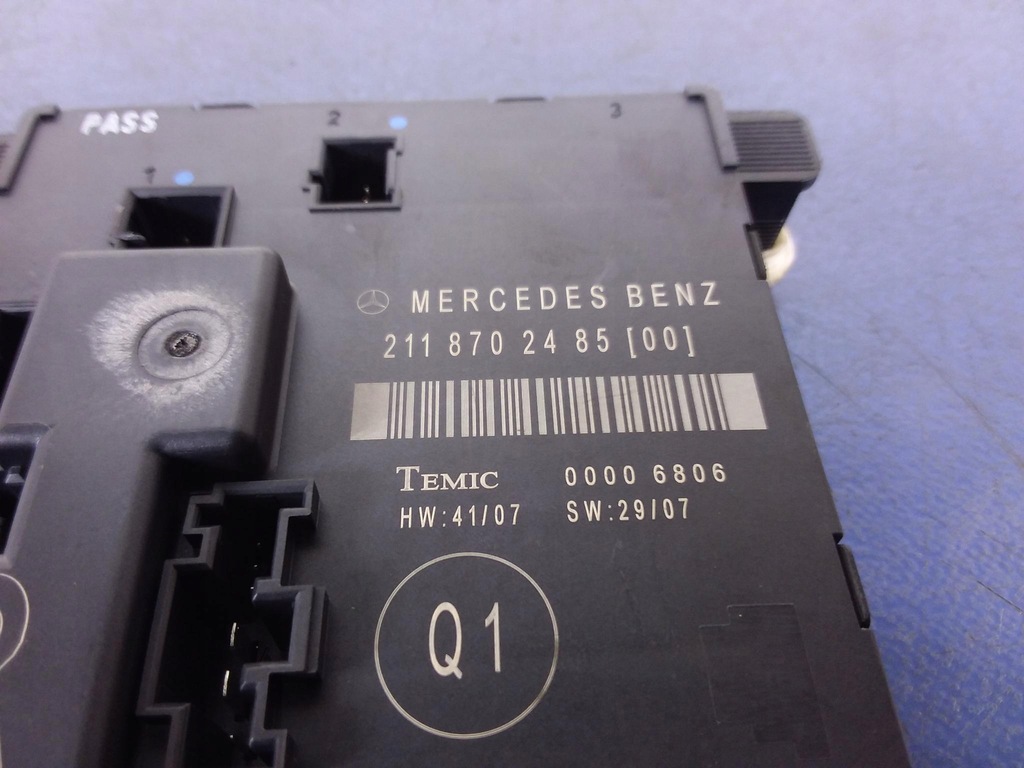 PASS
2
3
MERCEDES BENZ
211 870 24 85 [00]
TEMIC 0000 6806
HW:41/07 SW:29/07
Q1